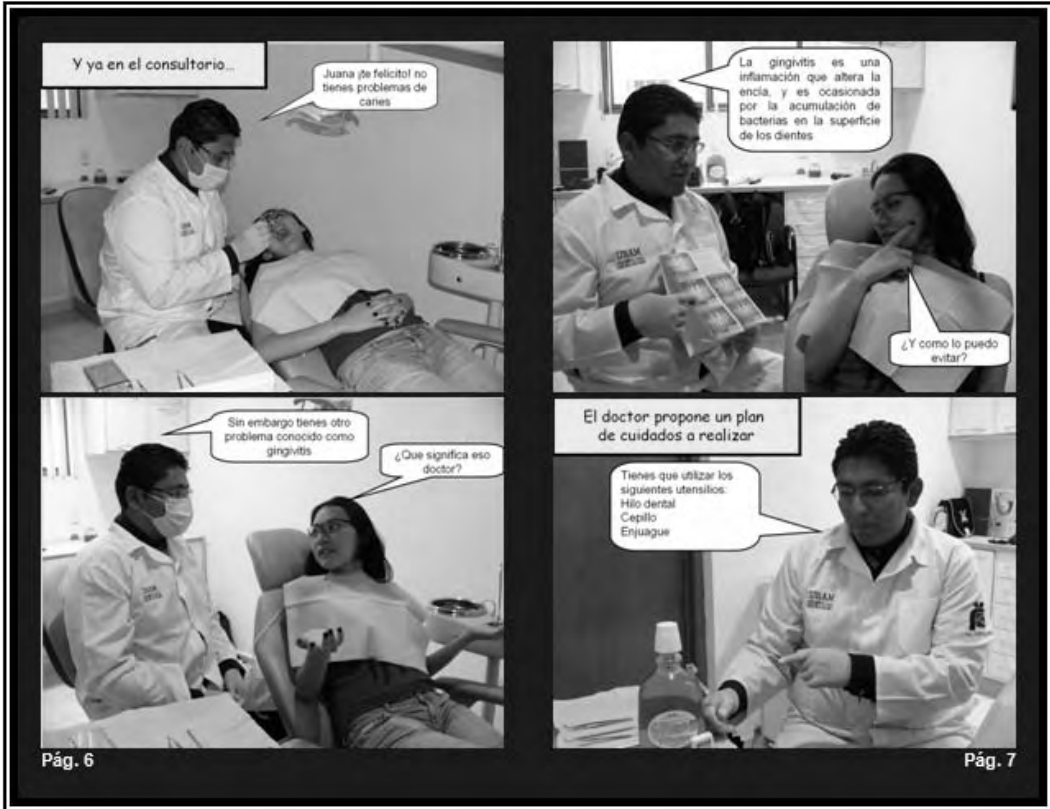 Y ya en el consultorio...
Juana ¡te felicito! no
tienes problemas de
caries
Sin embargo tienes otro
problema conocido como
gingivitis
¿Que significa eso
doctor?
Pág. 6
La gingivitis es una
inflamación que altera la
encía, y es ocasionada
por la acumulación de
bacterias en la superficie
de los dientes
¿Y como lo puedo
evitar?
El doctor propone un plan
de cuidados a realizar
Tienes que utilizar los
siguientes utensilios:
Hilo dental
Cepillo
Enjuague
UNAM
Pág. 7